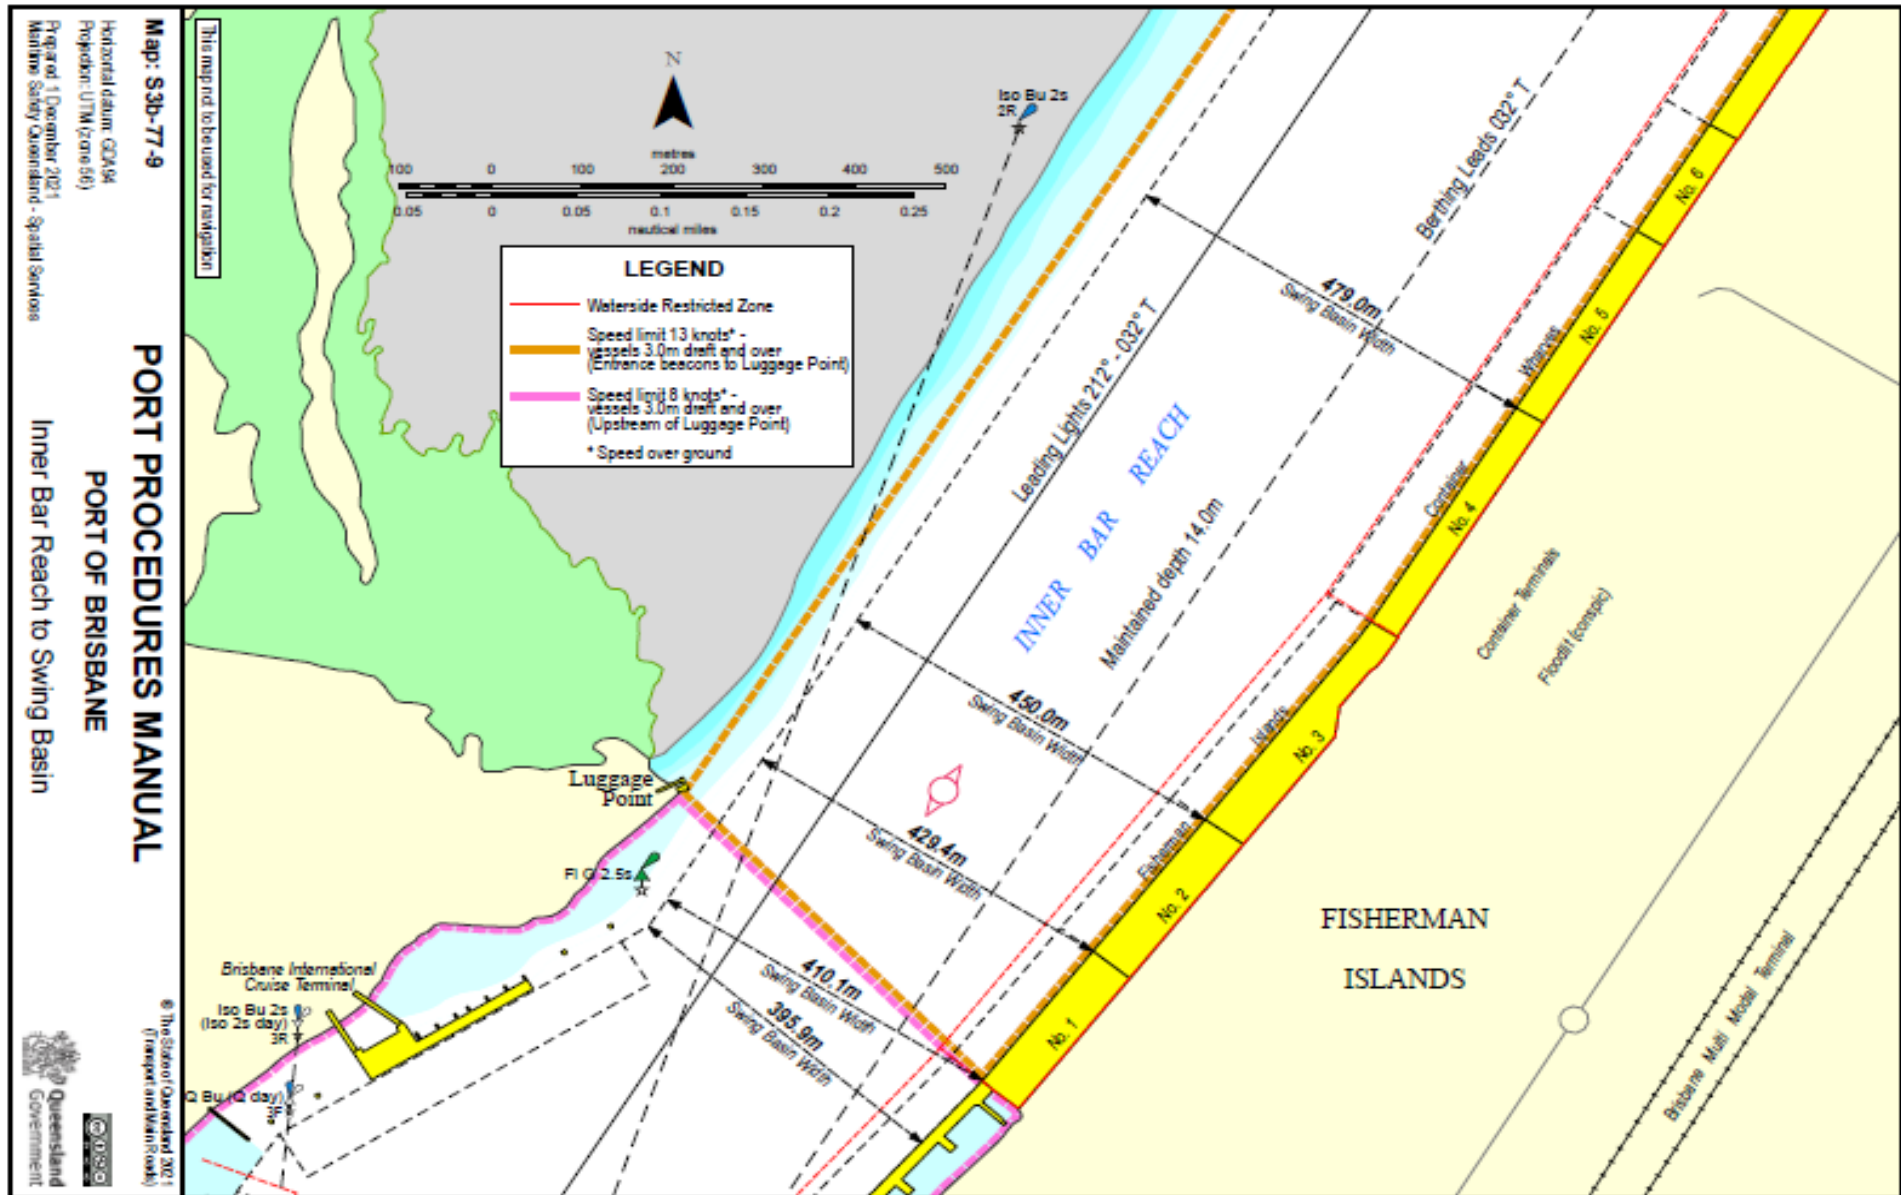 Map: S3b-77-9
Horizontal datum: GDA94
Projection: UTM (zone 56)
Prepared 1 December 2021
Maritime Safety Queensland - Spatial Services
This map not to be used for navigation
PORT PROCEDURES MANUAL
PORT OF BRISBANE
Inner Bar Reach to Swing Basin
© The State of Queensland 2021
(Transport and Main Roads)
Queensland
Government
N
metres
100 0 100 200 300 400 500
0.05 0 0.05 0.1 0.15 0.2 0.25
nautical miles
LEGEND
Waterside Restricted Zone
Speed limit 13 knots* -
vessels 3.0m draft and over
(Entrance beacons to Luggage Point)
Speed limit 8 knots* -
vessels 3.0m draft and over
(Upstream of Luggage Point)
* Speed over ground
Iso Bu 2s
2R
Leading Lights 212° - 032° T
Berthing Leads 032° T
INNER BAR REACH
Maintained depth 14.0m
479.0m
Swing Basin Width
450.0m
Swing Basin Width
429.4m
Swing Basin Width
410.1m
Swing Basin Width
395.9m
Swing Basin Width
Luggage
Point
Fl G 2.5s
Brisbane International
Cruise Terminal
Iso Bu 2s
(Iso 2s day)
3R
Q Bu (Q day)
3F
Fisherman Islands Container Wharves
No. 6
No. 5
No. 4
No. 3
No. 2
No. 1
Container Terminals
Floodlit (conspic)
FISHERMAN
ISLANDS
Brisbane Multi Modal Terminal